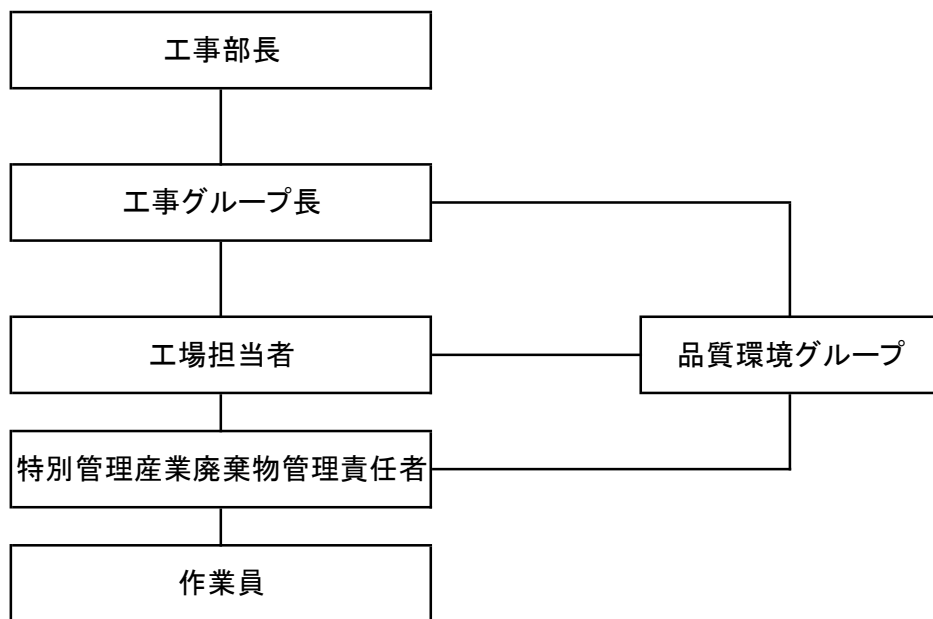 工事部長
工事グループ長
工場担当者
品質環境グループ
特別管理産業廃棄物管理責任者
作業員